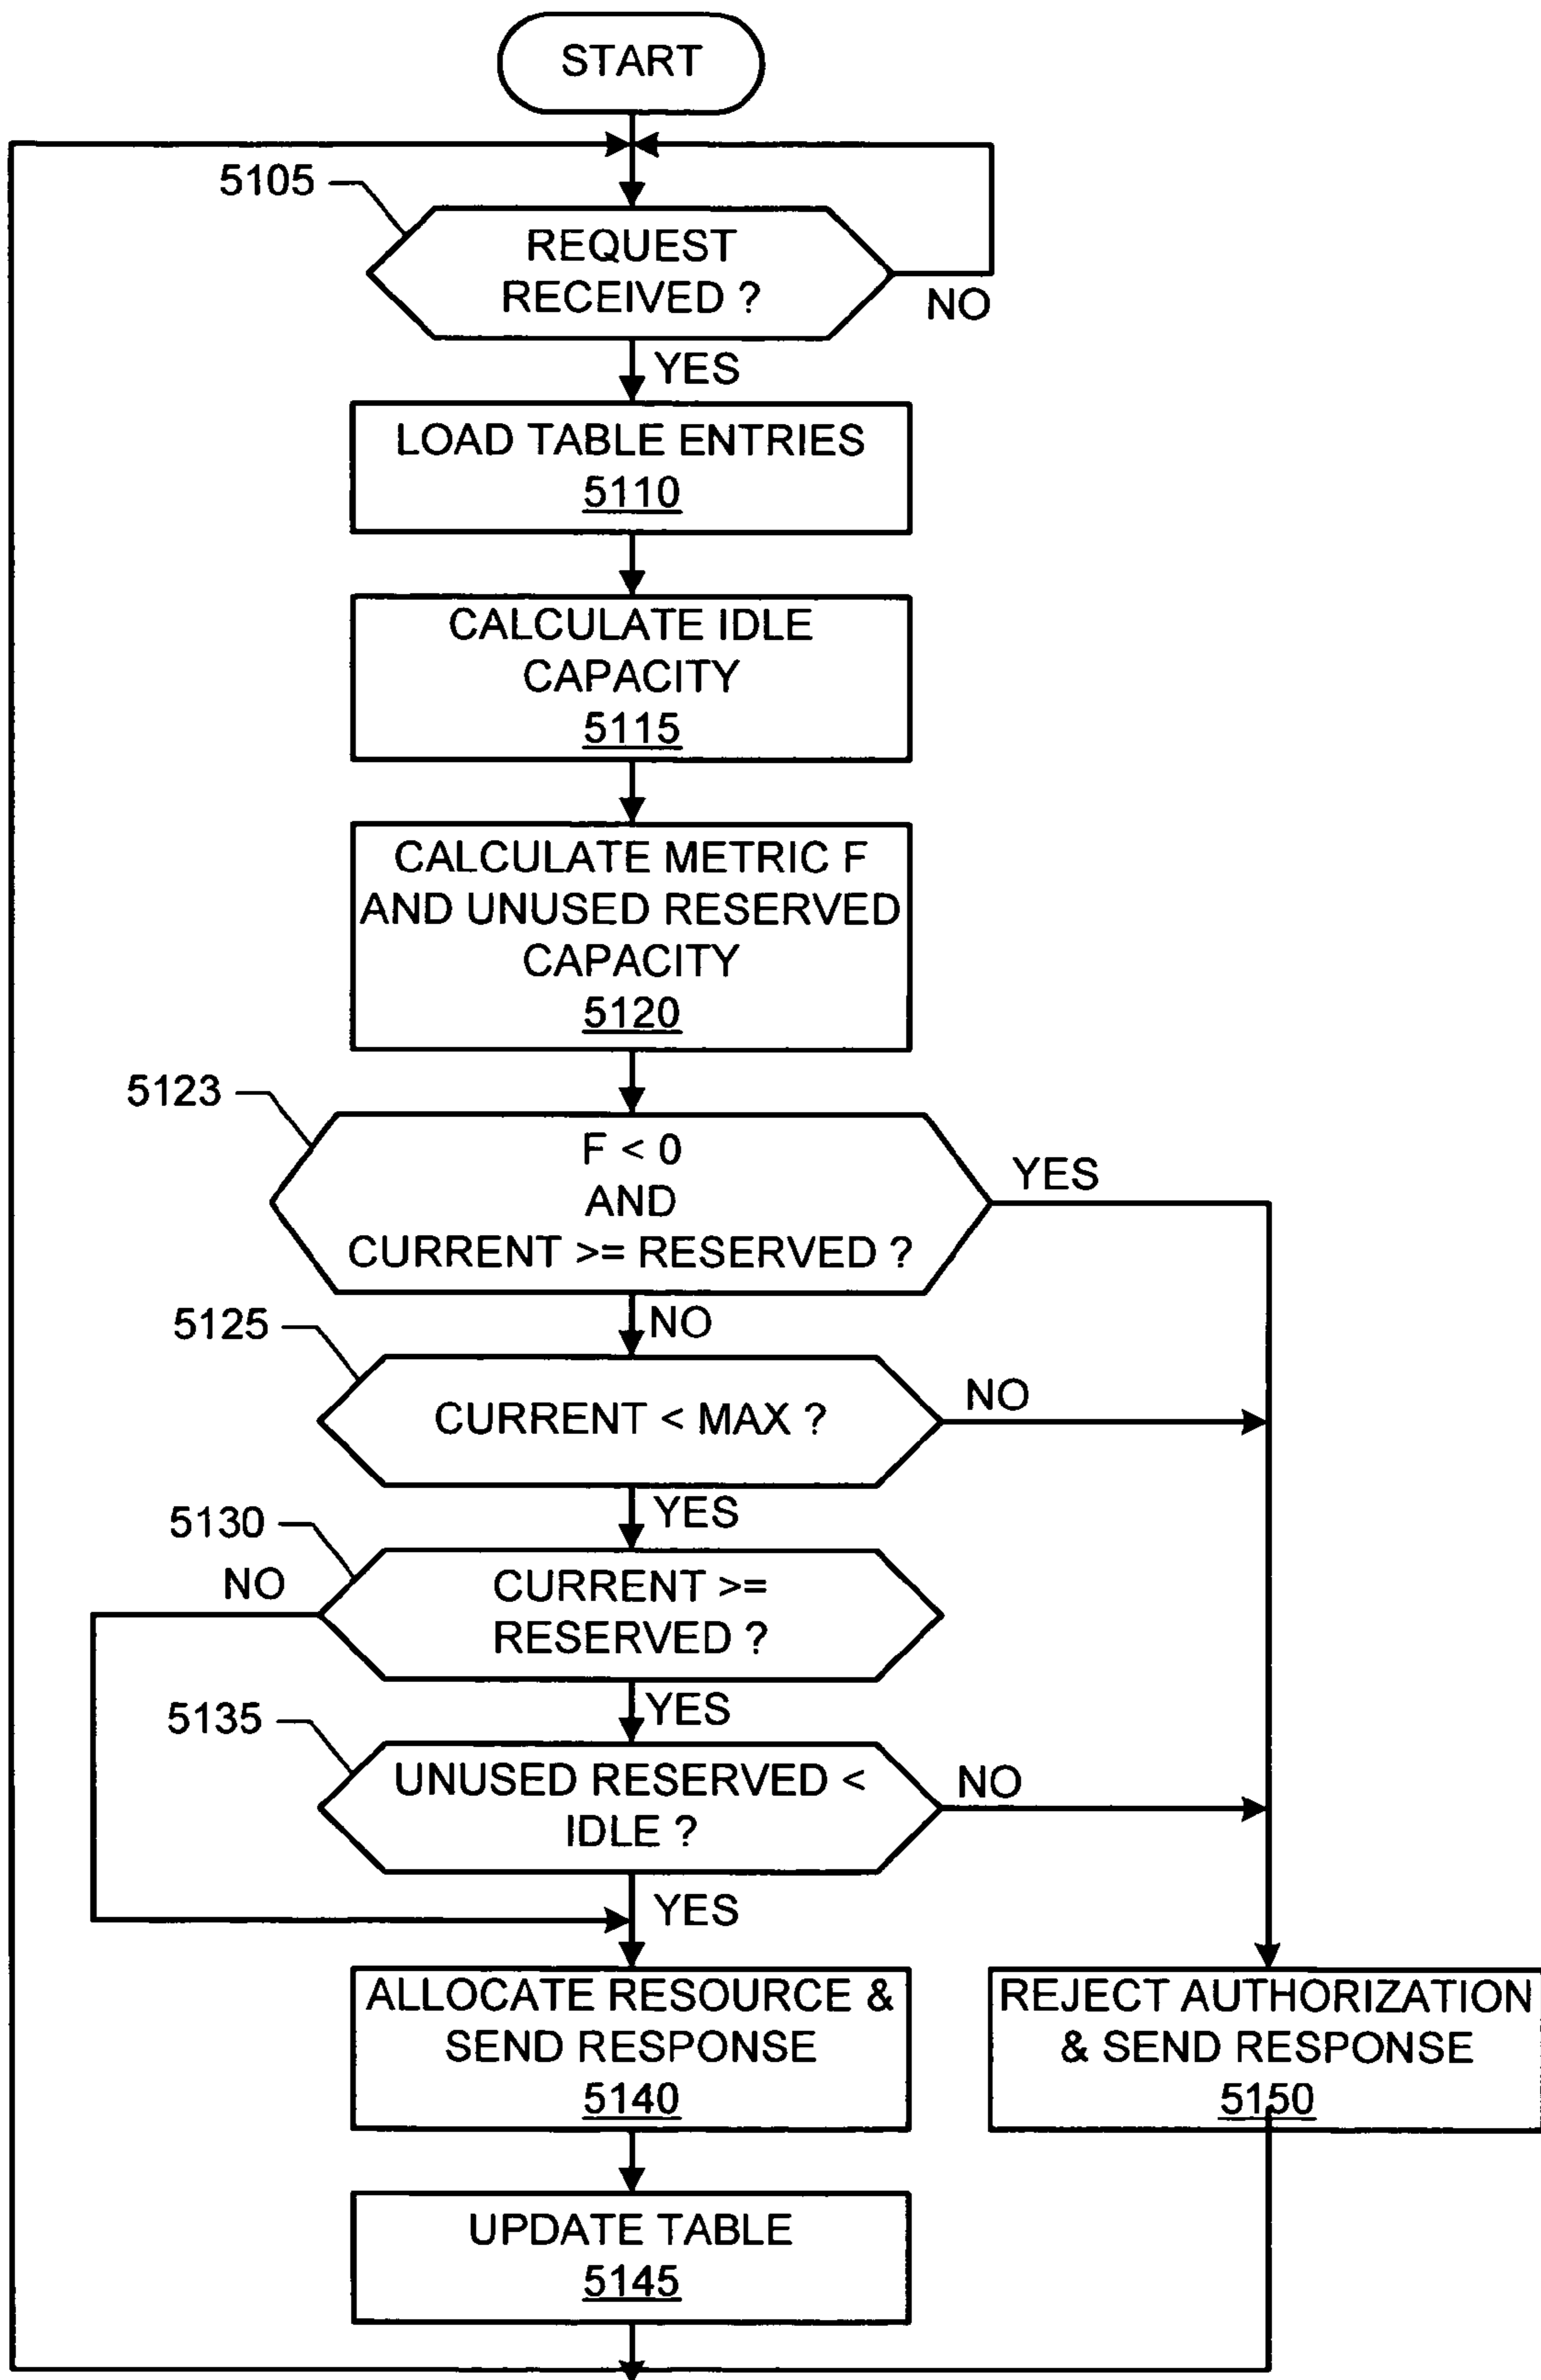 START
5105
REQUEST
RECEIVED ?
NO
YES
LOAD TABLE ENTRIES
5110
CALCULATE IDLE
CAPACITY
5115
CALCULATE METRIC F
AND UNUSED RESERVED
CAPACITY
5120
5123
F < 0
AND
CURRENT >= RESERVED ?
YES
NO
5125
CURRENT < MAX ?
NO
YES
5130
NO
CURRENT >=
RESERVED ?
YES
5135
UNUSED RESERVED <
IDLE ?
NO
YES
ALLOCATE RESOURCE &
SEND RESPONSE
5140
REJECT AUTHORIZATION
& SEND RESPONSE
5150
UPDATE TABLE
5145